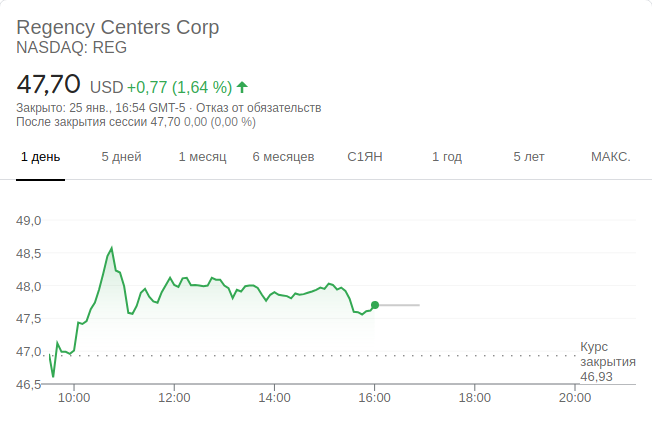 Regency Centers Corp
NASDAQ: REG
47,70 USD +0,77 (1,64 %)
Закрыто: 25 янв., 16:54 GMT-5 · Отказ от обязательств
После закрытия сессии 47,70 0,00 (0,00 %)
1 день 5 дней 1 месяц 6 месяцев С1ЯН 1 год 5 лет МАКС.
49,0
48,5
48,0
47,5
47,0
Курс
закрытия
46,93
46,5
10:00 12:00 14:00 16:00 18:00 20:00